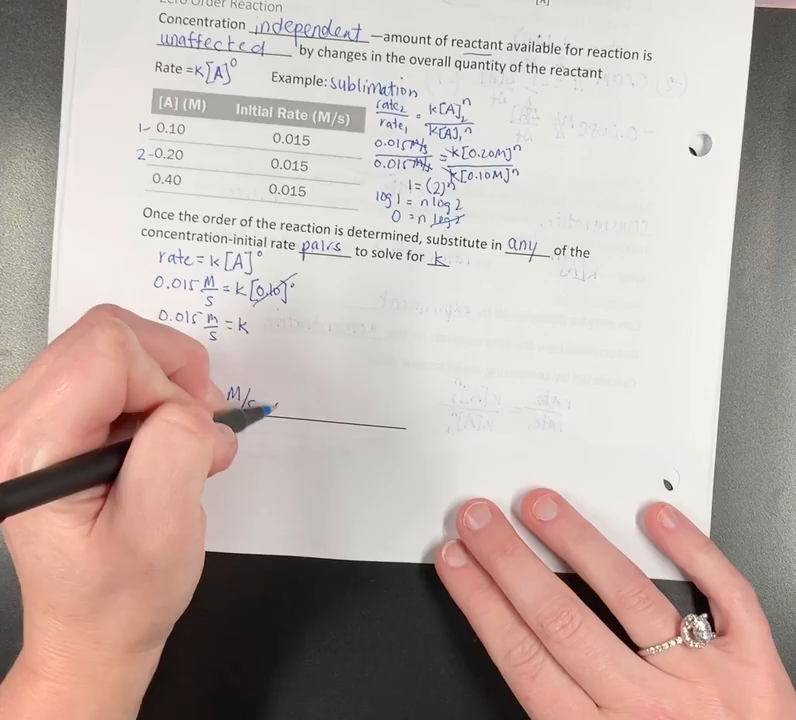 Zero Order Reaction
[A]
Concentration independent—amount of reactant available for reaction is
unaffected by changes in the overall quantity of the reactant
Rate = k[A]⁰ Example: sublimation
[A] (M) Initial Rate (M/s)
1- 0.10 0.015
2- 0.20 0.015
0.40 0.015
rate₂/rate₁ = k[A]₂ⁿ/k[A]₁ⁿ
0.015 M/s / 0.015 M/s = k[0.20M]ⁿ/k[0.10M]ⁿ
1 = (2)ⁿ
log 1 = n log 2
0 = n log 2
Once the order of the reaction is determined, substitute in any of the
concentration-initial rate pairs to solve for k
rate = k[A]⁰
0.015 M/s = k[0.10]⁰
0.015 M/s = k
M/s